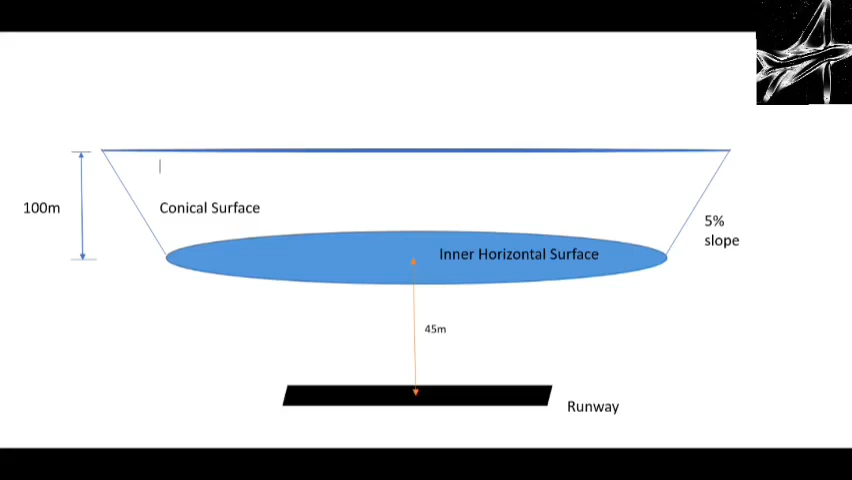 100m
Conical Surface
5%
slope
Inner Horizontal Surface
45m
Runway